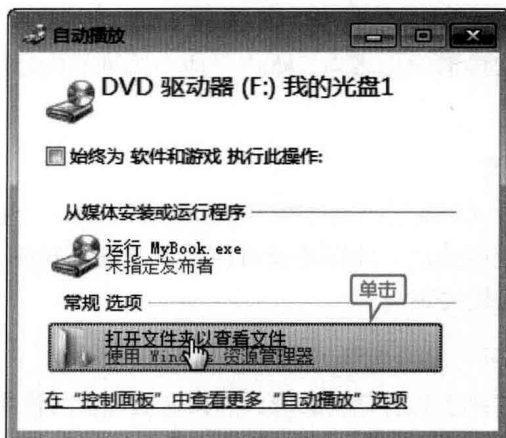 自动播放
DVD 驱动器 (F:) 我的光盘1
始终为 软件和游戏 执行此操作:
从媒体安装或运行程序
运行 MyBook.exe
未指定发布者
常规 选项
单击
打开文件夹以查看文件
使用 Windows 资源管理器
在“控制面板”中查看更多“自动播放”选项